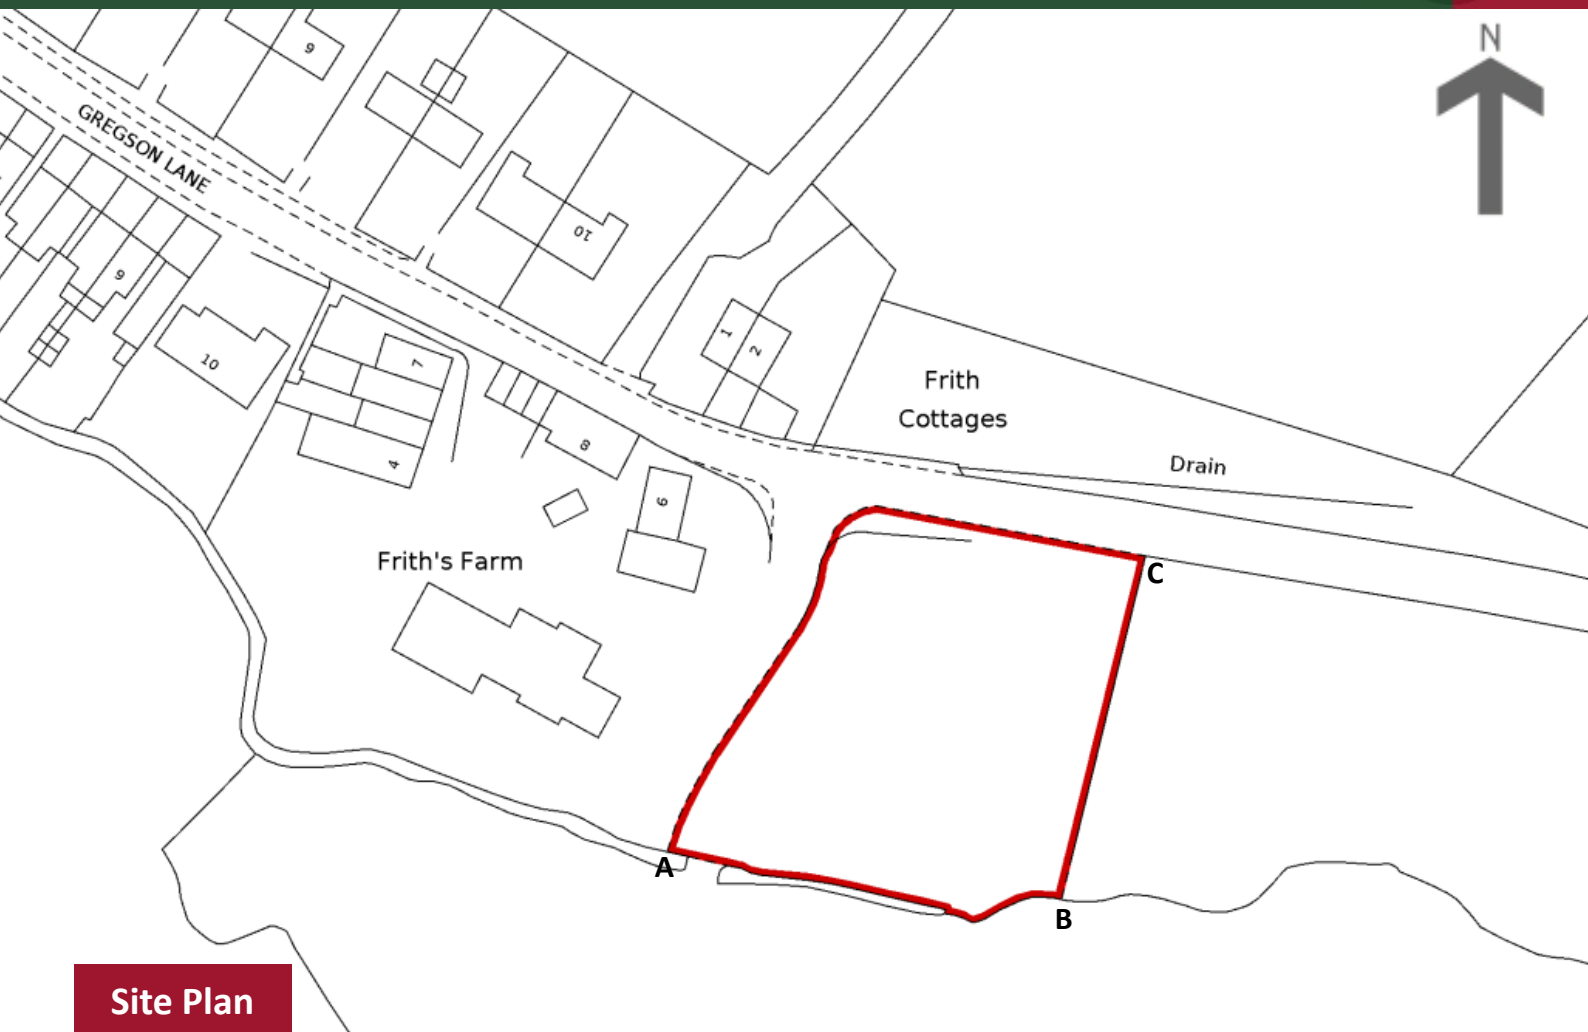 N
9
GREGSON LANE
10
9
10
1
2
7
Frith
Cottages
8
4
Drain
6
Frith's Farm
C
A
B
Site Plan